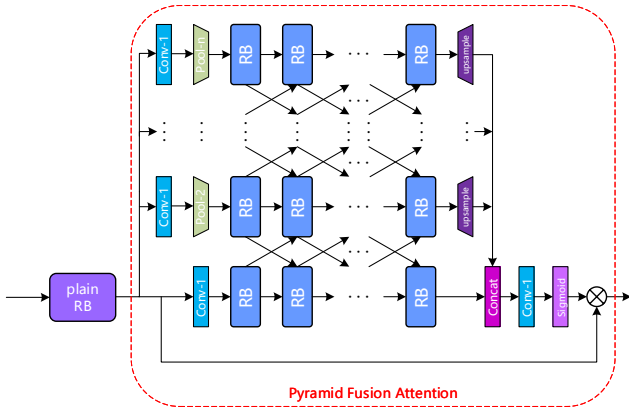 Conv-1
Pool-n
RB
RB
RB
upsample
Conv-1
Pool-2
RB
RB
RB
upsample
plain
RB
Conv-1
RB
RB
RB
Concat
Conv-1
Sigmoid
Pyramid Fusion Attention